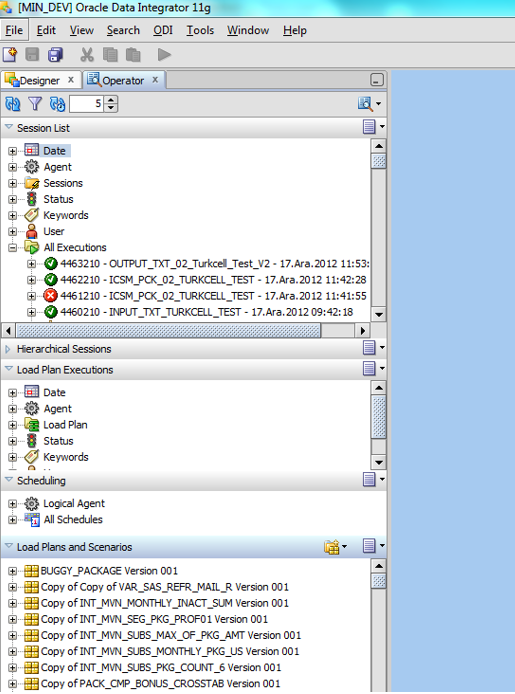 [MIN_DEV] Oracle Data Integrator 11g
File Edit View Search ODI Tools Window Help
Designer x Operator x
5
Session List
Date
Agent
Sessions
Status
Keywords
User
All Executions
4463210 - OUTPUT_TXT_02_Turkcell_Test_V2 - 17.Ara.2012 11:53:
4462210 - ICSM_PCK_02_TURKCELL_TEST - 17.Ara.2012 11:42:28
4461210 - ICSM_PCK_02_TURKCELL_TEST - 17.Ara.2012 11:41:55
4460210 - INPUT_TXT_TURKCELL_TEST - 17.Ara.2012 09:42:18
Hierarchical Sessions
Load Plan Executions
Date
Agent
Load Plan
Status
Keywords
Scheduling
Logical Agent
All Schedules
Load Plans and Scenarios
BUGGY_PACKAGE Version 001
Copy of Copy of VAR_SAS_REFR_MAIL_R Version 001
Copy of INT_MVN_MONTHLY_INACT_SUM Version 001
Copy of INT_MVN_SEG_PKG_PROF01 Version 001
Copy of INT_MVN_SUBS_MAX_OF_PKG_AMT Version 001
Copy of INT_MVN_SUBS_MONTHLY_PKG_US Version 001
Copy of INT_MVN_SUBS_PKG_COUNT_6 Version 001
Copy of PACK_CMP_BONUS_CROSSTAB Version 001